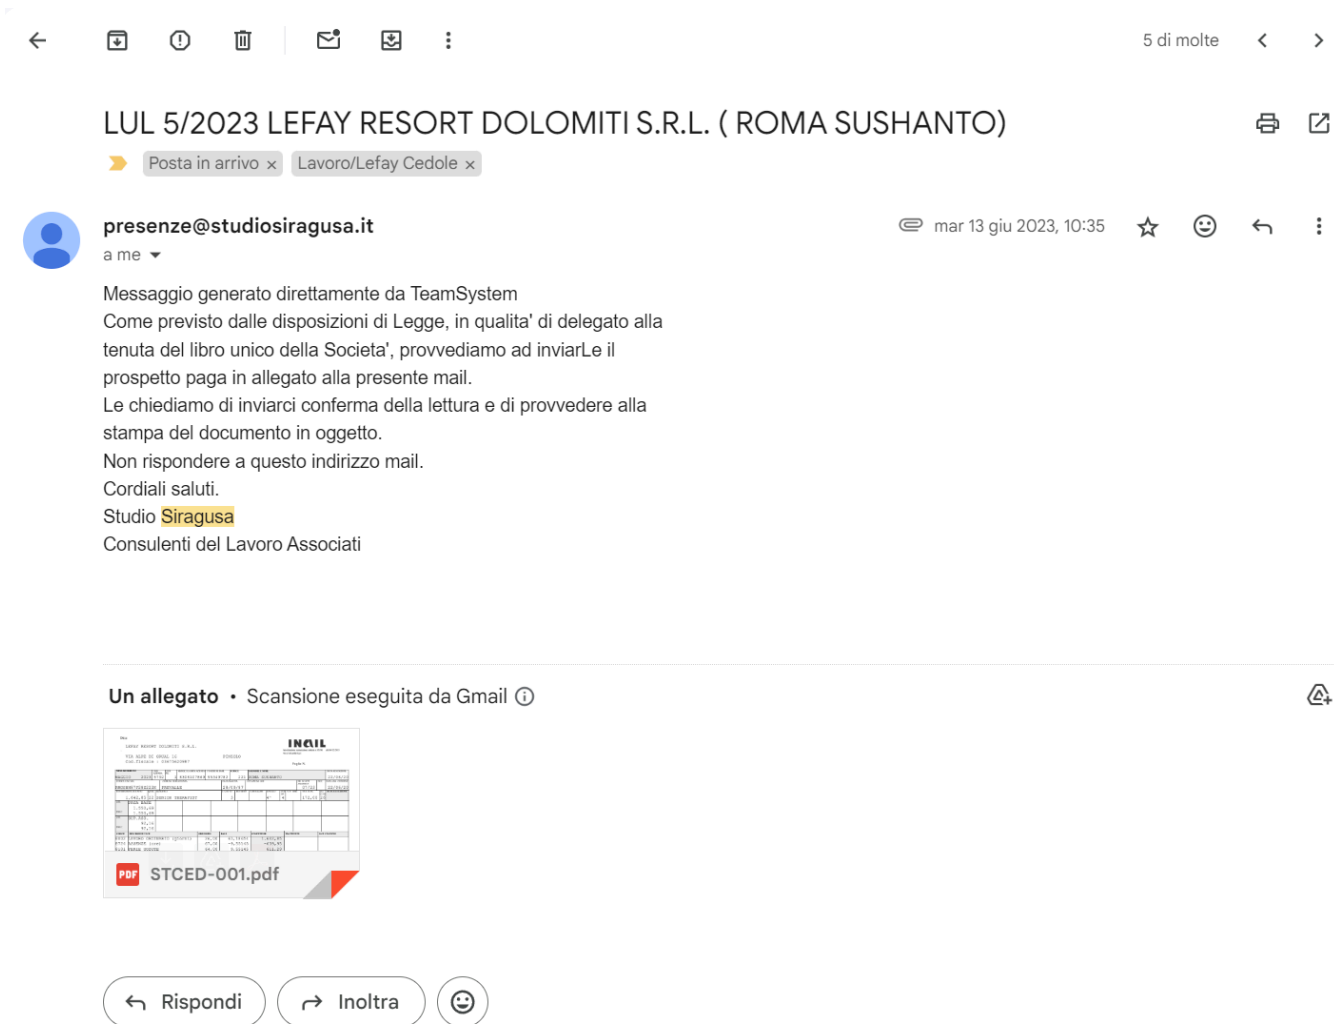 5 di molte
LUL 5/2023 LEFAY RESORT DOLOMITI S.R.L. ( ROMA SUSHANTO)
Posta in arrivo × Lavoro/Lefay Cedole ×
presenze@studiosiragusa.it
mar 13 giu 2023, 10:35
a me
Messaggio generato direttamente da TeamSystem
Come previsto dalle disposizioni di Legge, in qualita' di delegato alla
tenuta del libro unico della Societa', provvediamo ad inviarLe il
prospetto paga in allegato alla presente mail.
Le chiediamo di inviarci conferma della lettura e di provvedere alla
stampa del documento in oggetto.
Non rispondere a questo indirizzo mail.
Cordiali saluti.
Studio Siragusa
Consulenti del Lavoro Associati
Un allegato • Scansione eseguita da Gmail
LEFAY RESORT DOLOMITI S.R.L.
INAIL
PDF STCED-001.pdf
Rispondi
Inoltra